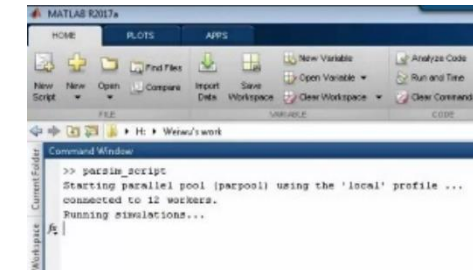 MATLAB R2017a
HOME PLOTS APPS
New Script
New
Open
Find Files
Compare
Import Data
Save Workspace
New Variable
Open Variable
Clear Workspace
Analyze Code
Run and Time
Clear Command
FILE VARIABLE CODE
H: Weiwu's work
Current Folder
Workspace
Command Window
>> parsim_script
Starting parallel pool (parpool) using the 'local' profile ...
connected to 12 workers.
Running simulations...
fx